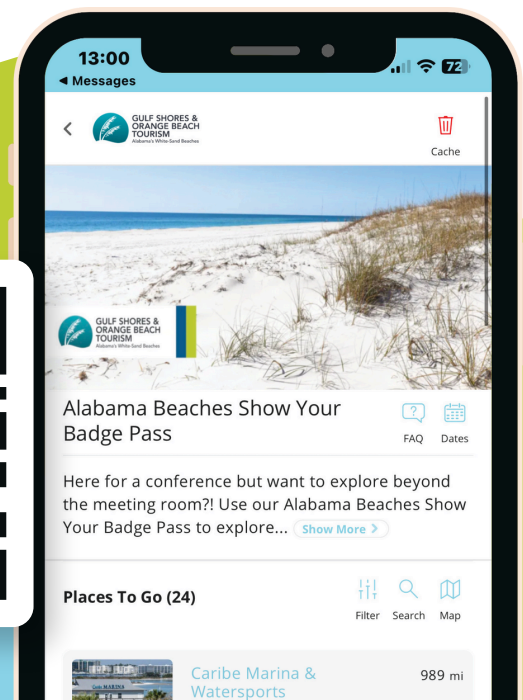 13:00
72
Messages
GULF SHORES &
ORANGE BEACH
TOURISM
Alabama's White-Sand Beaches
Cache
GULF SHORES &
ORANGE BEACH
TOURISM
Alabama's White-Sand Beaches
Alabama Beaches Show Your
Badge Pass
FAQ
Dates
Here for a conference but want to explore beyond
the meeting room?! Use our Alabama Beaches Show
Your Badge Pass to explore... Show More >
Places To Go (24)
Filter
Search
Map
Caribe Marina &
Watersports
989 mi